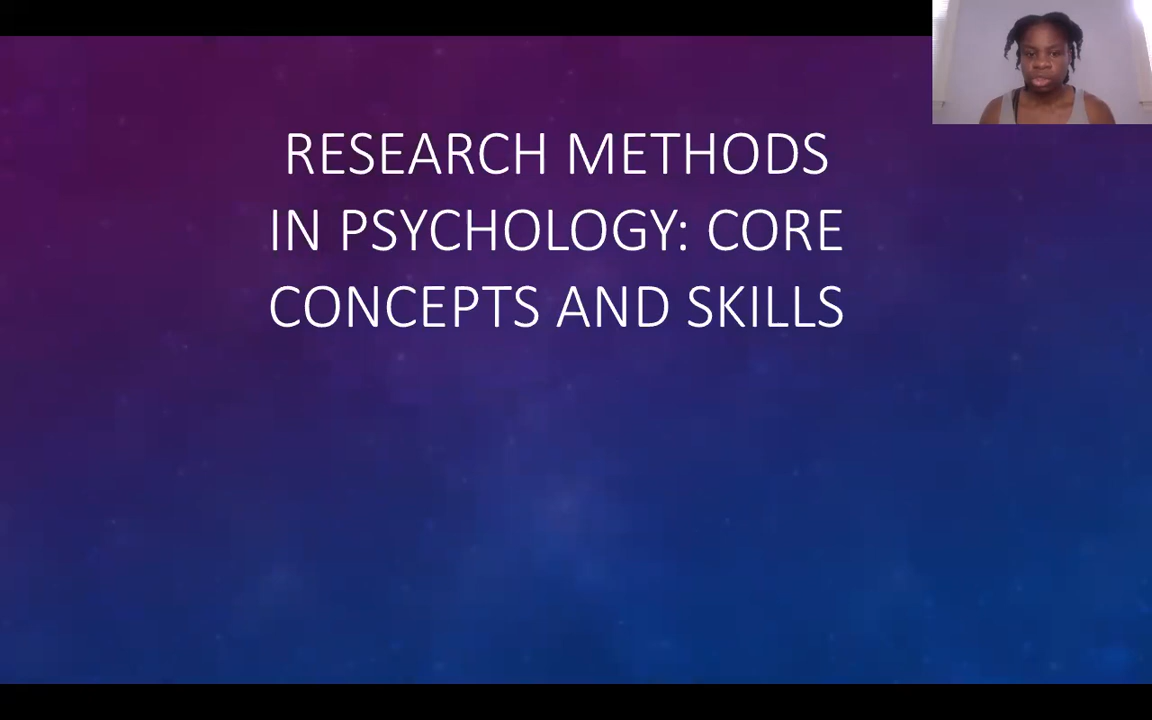 RESEARCH METHODS
IN PSYCHOLOGY: CORE
CONCEPTS AND SKILLS